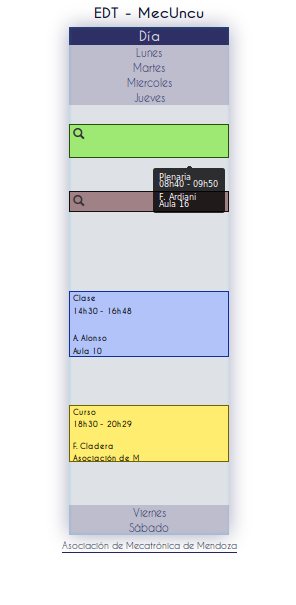 EDT - MecUncu
Día
Lunes
Martes
Miercoles
Jueves
Plenaria
08h40 - 09h50
F. Ardiani
Aula 16
Clase
14h30 - 16h48
A. Alonso
Aula 10
Curso
18h30 - 20h29
F. Cladera
Asociación de M
Viernes
Sábado
Asociación de Mecatrónica de Mendoza